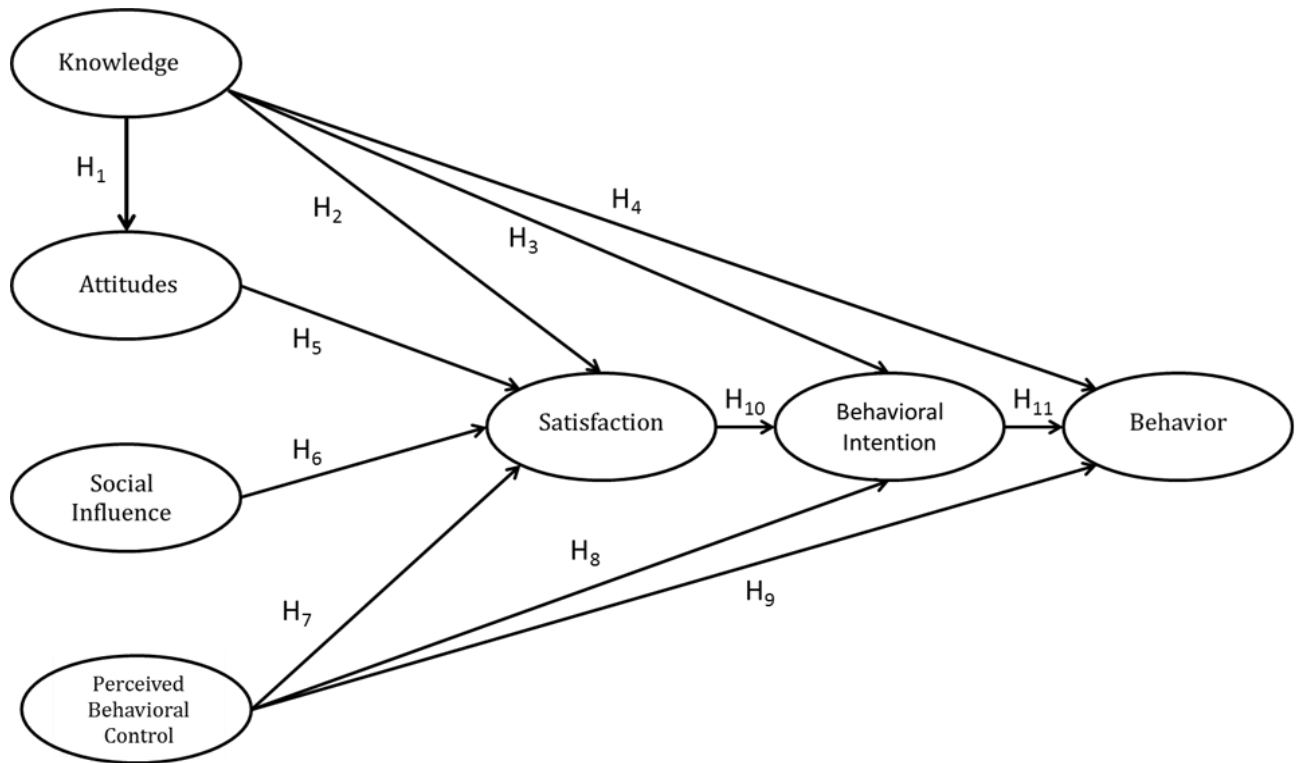 Knowledge
H₁
H₂
H₃
H₄
Attitudes
H₅
Satisfaction
H₁₀
Behavioral
Intention
H₁₁
Behavior
H₆
Social
Influence
H₇
H₈
H₉
Perceived
Behavioral
Control